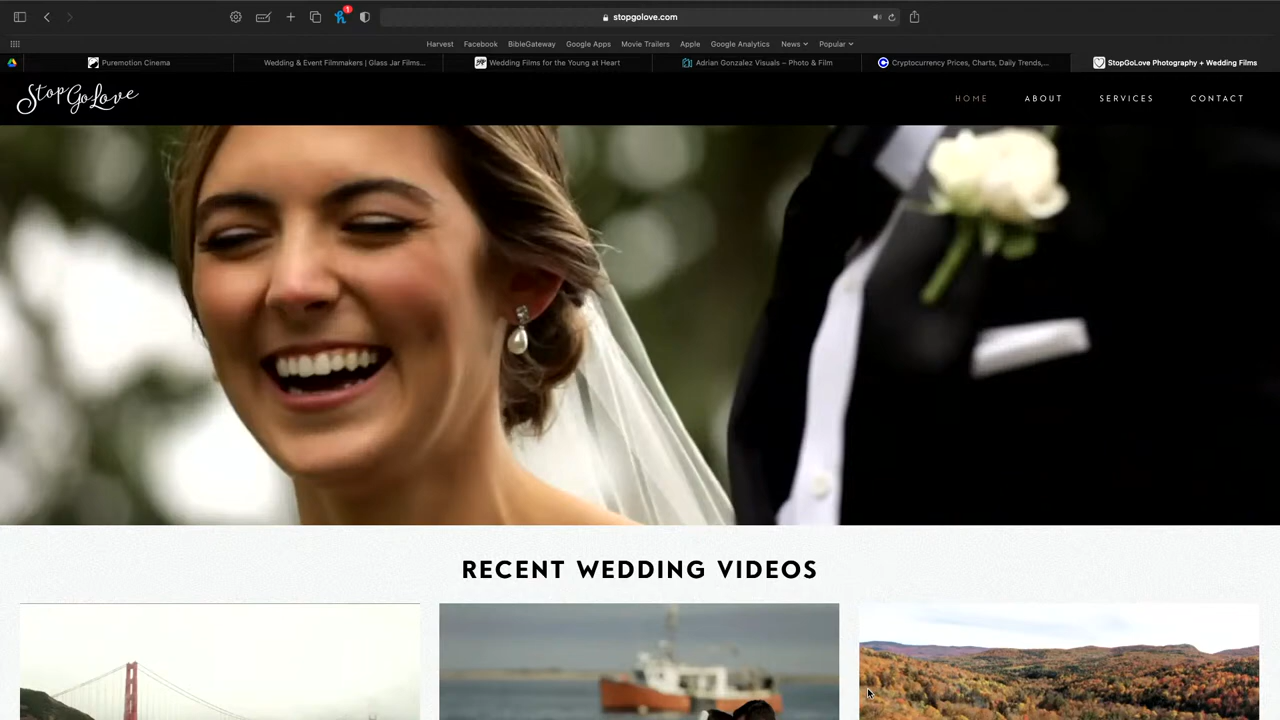 1
stopgolove.com
Harvest Facebook BibleGateway Google Apps Movie Trailers Apple Google Analytics News Popular
Puremotion Cinema Wedding & Event Filmmakers | Glass Jar Films... Wedding Films for the Young at Heart Adrian Gonzalez Visuals – Photo & Film Cryptocurrency Prices, Charts, Daily Trends,... StopGoLove Photography + Wedding Films
StopGoLove HOME ABOUT SERVICES CONTACT
RECENT WEDDING VIDEOS